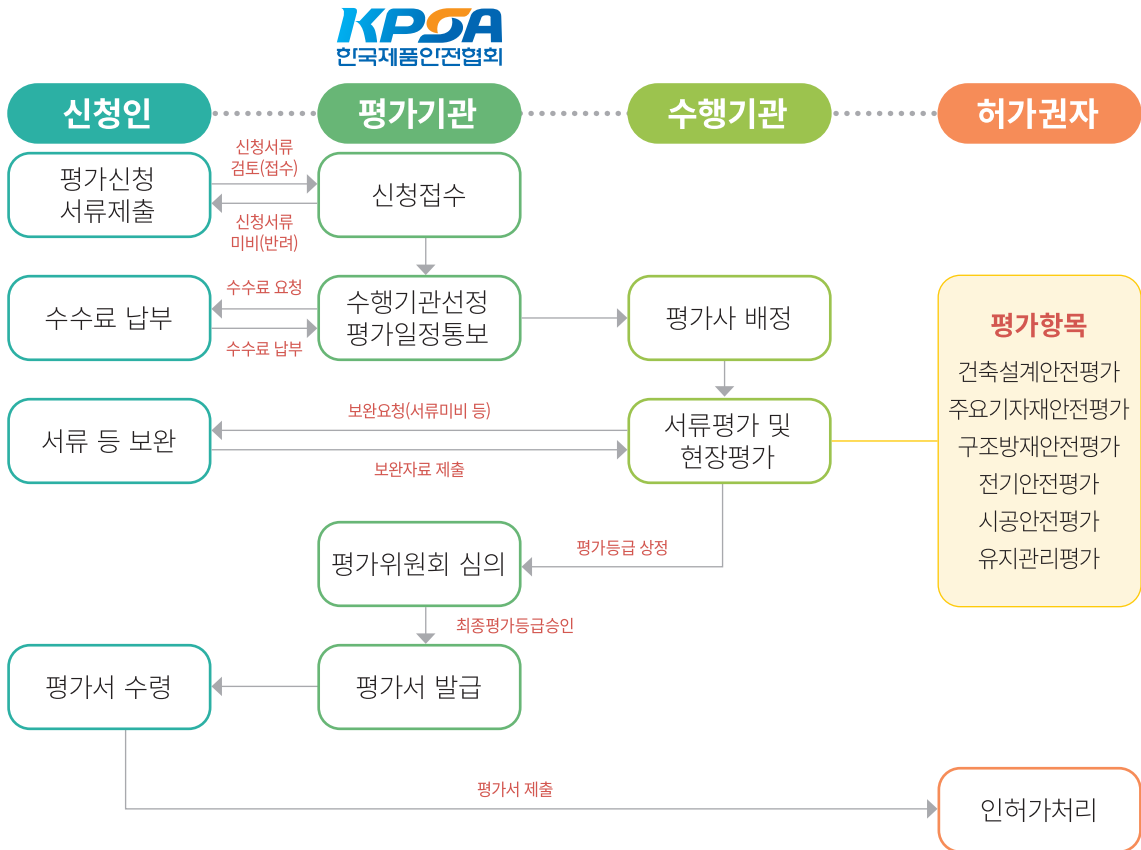 KPSA
한국제품안전협회
신청인
평가기관
수행기관
허가권자
평가신청
서류제출
신청서류
검토(접수)
신청서류
미비(반려)
신청접수
수수료 납부
수수료 요청
수수료 납부
수행기관선정
평가일정통보
평가사 배정
서류 등 보완
보완요청(서류미비 등)
보완자료 제출
서류평가 및
현장평가
평가항목
건축설계안전평가
주요기자재안전평가
구조방재안전평가
전기안전평가
시공안전평가
유지관리평가
평가위원회 심의
평가등급 상정
최종평가등급승인
평가서 수령
평가서 발급
평가서 제출
인허가처리